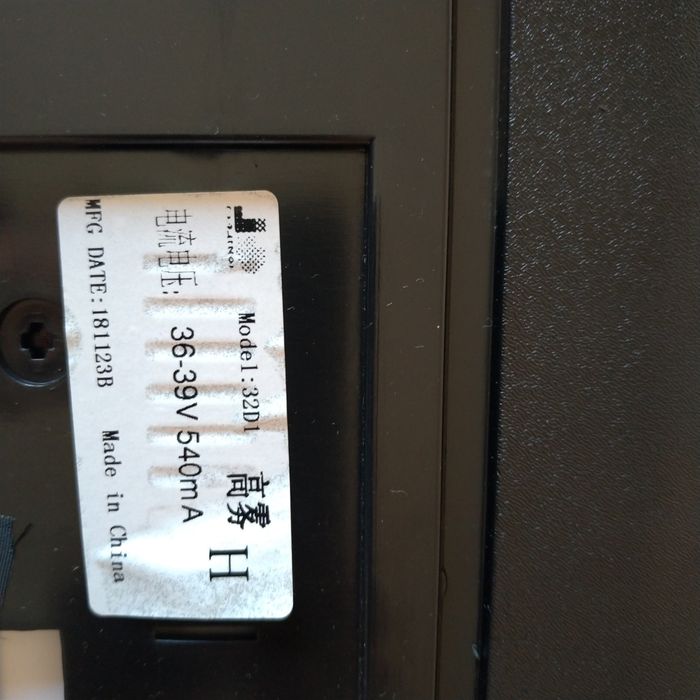 Model:32D1
高雾 H
电流电压: 36-39V 540mA
MFG DATE:181123B Made in China